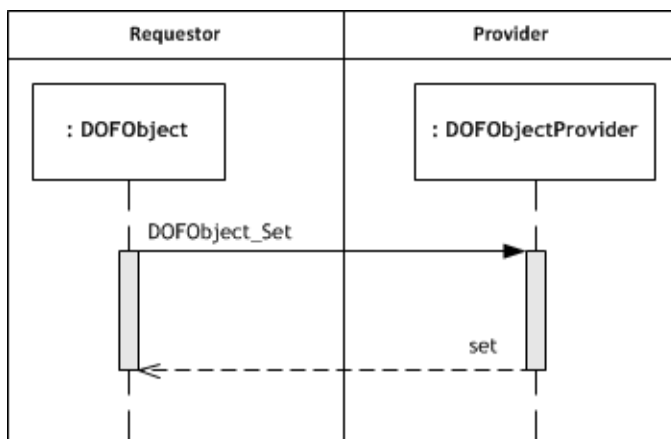 Requestor
Provider
: DOFObject
: DOFObjectProvider
DOFObject_Set
set